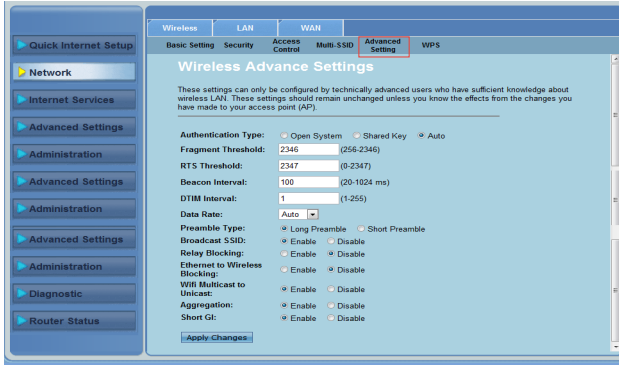 Wireless LAN WAN
Basic Setting Security Access Control Multi-SSID Advanced Setting WPS
Quick Internet Setup
Network
Internet Services
Advanced Settings
Administration
Advanced Settings
Administration
Advanced Settings
Administration
Diagnostic
Router Status
Wireless Advance Settings
These settings can only be configured by technically advanced users who have sufficient knowledge about
wireless LAN. These settings should remain unchanged unless you know the effects from the changes you
have made to your access point (AP).
Authentication Type: Open System Shared Key Auto
Fragment Threshold: 2346 (256-2346)
RTS Threshold: 2347 (0-2347)
Beacon Interval: 100 (20-1024 ms)
DTIM Interval: 1 (1-255)
Data Rate: Auto
Preamble Type: Long Preamble Short Preamble
Broadcast SSID: Enable Disable
Relay Blocking: Enable Disable
Ethernet to Wireless
Blocking: Enable Disable
Wifi Multicast to
Unicast: Enable Disable
Aggregation: Enable Disable
Short GI: Enable Disable
Apply Changes